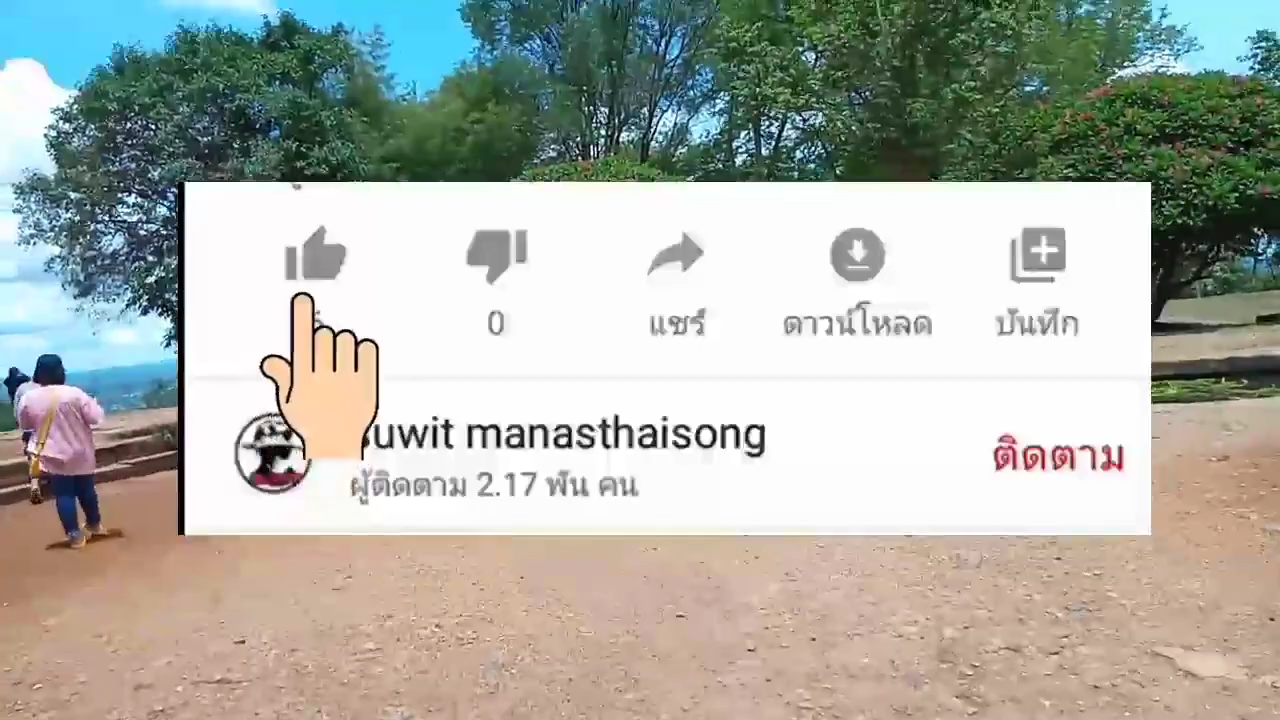 0 แชร์ ดาวน์โหลด บันทึก
uwit manasthaisong
ผู้ติดตาม 2.17 พัน คน
ติดตาม